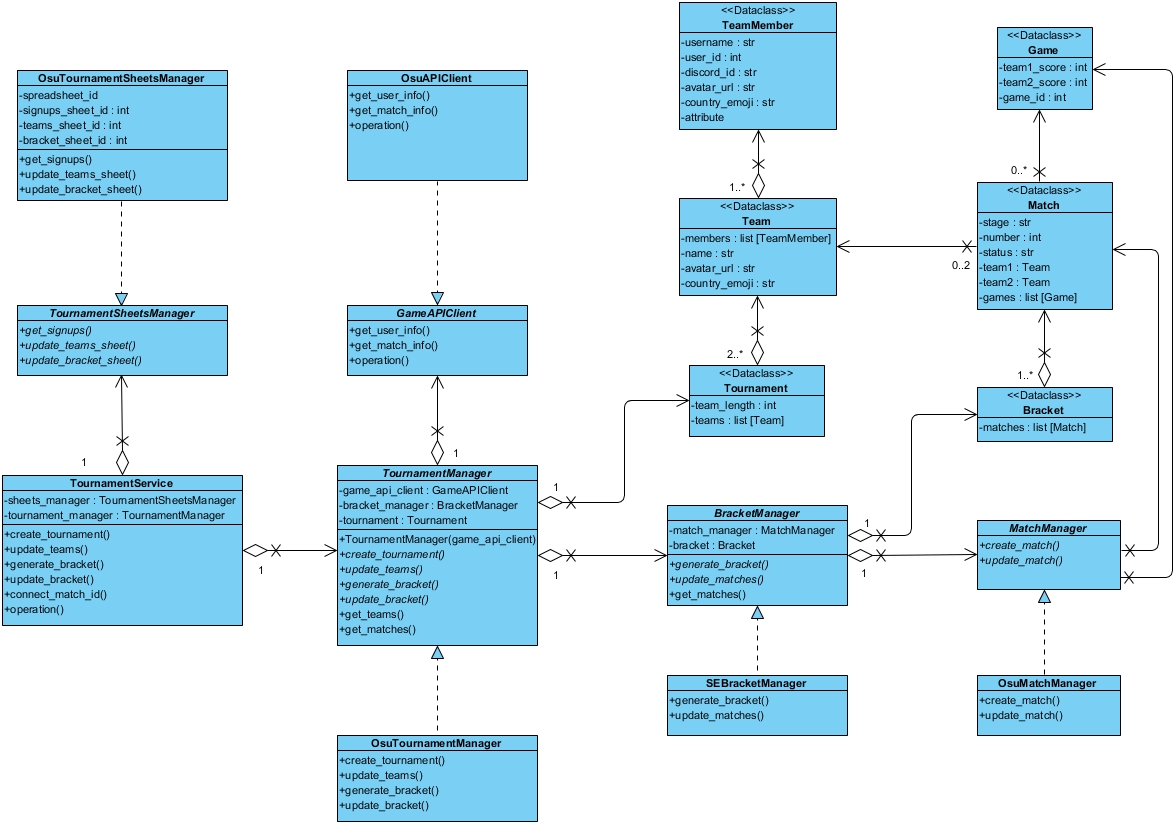 <<Dataclass>>
TeamMember
-username : str
-user_id : int
-discord_id : str
-avatar_url : str
-country_emoji : str
-attribute
<<Dataclass>>
Game
-team1_score : int
-team2_score : int
-game_id : int
OsuTournamentSheetsManager
-spreadsheet_id
-signups_sheet_id : int
-teams_sheet_id : int
-bracket_sheet_id : int
+get_signups()
+update_teams_sheet()
+update_bracket_sheet()
OsuAPIClient
+get_user_info()
+get_match_info()
+operation()
1..*
0..*
<<Dataclass>>
Team
-members : list [TeamMember]
-name : str
-avatar_url : str
-country_emoji : str
<<Dataclass>>
Match
-stage : str
-number : int
-status : str
-team1 : Team
-team2 : Team
-games : list [Game]
0..2
TournamentSheetsManager
+get_signups()
+update_teams_sheet()
+update_bracket_sheet()
GameAPIClient
+get_user_info()
+get_match_info()
+operation()
2..*
<<Dataclass>>
Tournament
-team_length : int
-teams : list [Team]
1..*
<<Dataclass>>
Bracket
-matches : list [Match]
1
1
TournamentService
-sheets_manager : TournamentSheetsManager
-tournament_manager : TournamentManager
+create_tournament()
+update_teams()
+generate_bracket()
+update_bracket()
+connect_match_id()
+operation()
1
TournamentManager
-game_api_client : GameAPIClient
-bracket_manager : BracketManager
-tournament : Tournament
+TournamentManager(game_api_client)
+create_tournament()
+update_teams()
+generate_bracket()
+update_bracket()
+get_teams()
+get_matches()
1
1
BracketManager
-match_manager : MatchManager
-bracket : Bracket
+generate_bracket()
+update_matches()
+get_matches()
1
1
MatchManager
+create_match()
+update_match()
SEBracketManager
+generate_bracket()
+update_matches()
OsuMatchManager
+create_match()
+update_match()
OsuTournamentManager
+create_tournament()
+update_teams()
+generate_bracket()
+update_bracket()